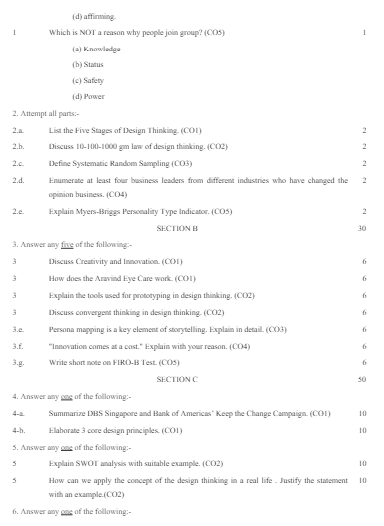 (d) affirming.
1 Which is NOT a reason why people join group? (CO5) 1
(a) Knowledge
(b) Status
(c) Safety
(d) Power
2. Attempt all parts:-
2.a. List the Five Stages of Design Thinking. (CO1) 2
2.b. Discuss 10-100-1000 gm law of design thinking. (CO2) 2
2.c. Define Systematic Random Sampling (CO3) 2
2.d. Enumerate at least four business leaders from different industries who have changed the 2
opinion business. (CO4)
2.e. Explain Myers-Briggs Personality Type Indicator. (CO5) 2
SECTION B 30
3. Answer any five of the following:-
3 Discuss Creativity and Innovation. (CO1) 6
3 How does the Aravind Eye Care work. (CO1) 6
3 Explain the tools used for prototyping in design thinking. (CO2) 6
3 Discuss convergent thinking in design thinking. (CO2) 6
3.e. Persona mapping is a key element of storytelling. Explain in detail. (CO3) 6
3.f. "Innovation comes at a cost." Explain with your reason. (CO4) 6
3.g. Write short note on FIRO-B Test. (CO5) 6
SECTION C 50
4. Answer any one of the following:-
4-a. Summarize DBS Singapore and Bank of Americas' Keep the Change Campaign. (CO1) 10
4-b. Elaborate 3 core design principles. (CO1) 10
5. Answer any one of the following:-
5 Explain SWOT analysis with suitable example. (CO2) 10
5 How can we apply the concept of the design thinking in a real life . Justify the statement 10
with an example.(CO2)
6. Answer any one of the following:-